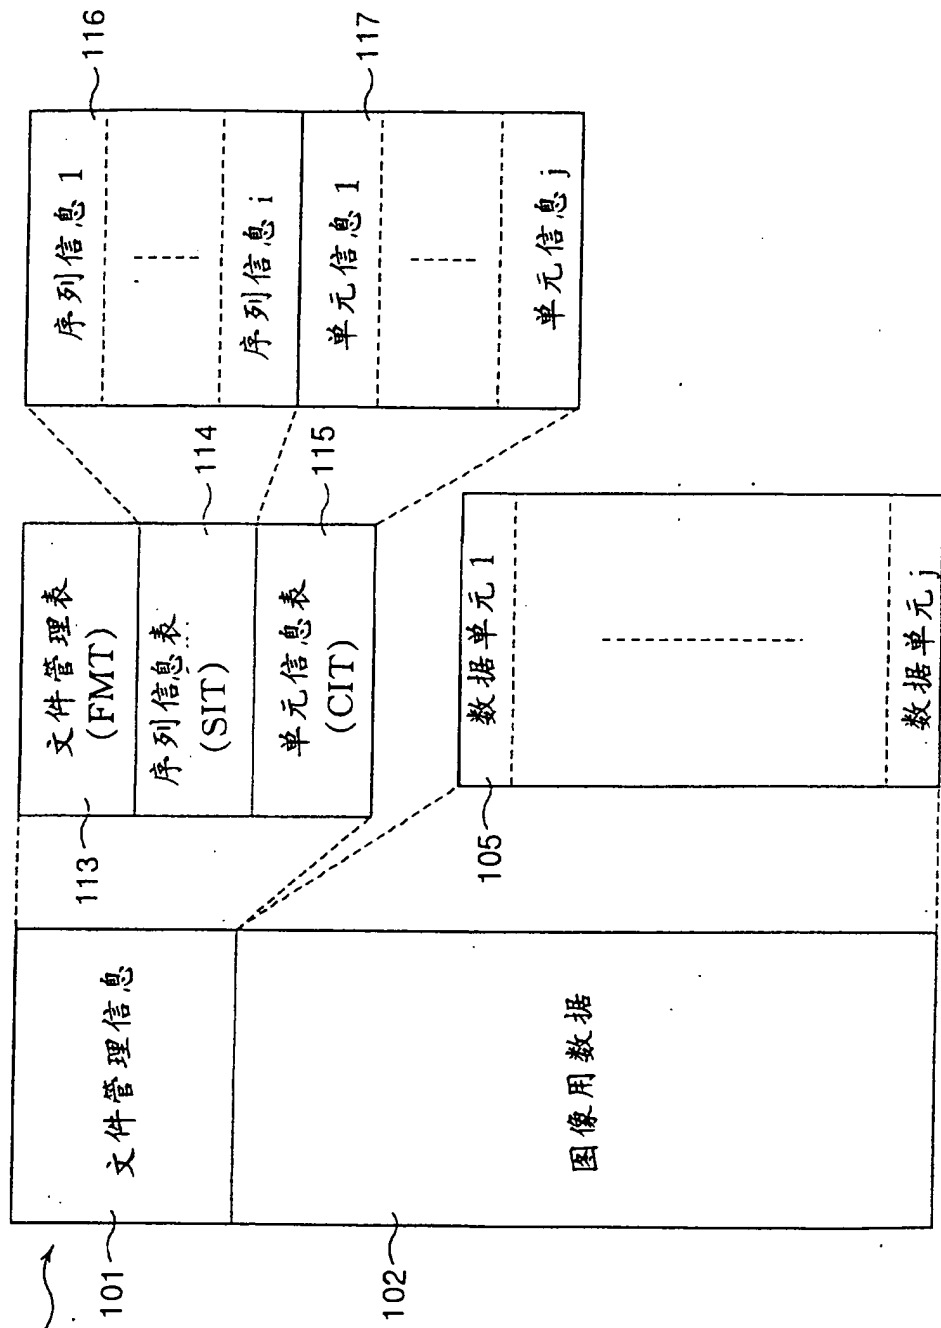 101
文件管理信息
102
图像用数据
113
文件管理表
(FMT)
序列信息表
(SIT)
114
单元信息表
(CIT)
115
105
数据单元 1
数据单元 j
序列信息 1
116
序列信息 i
单元信息 1
117
单元信息 j